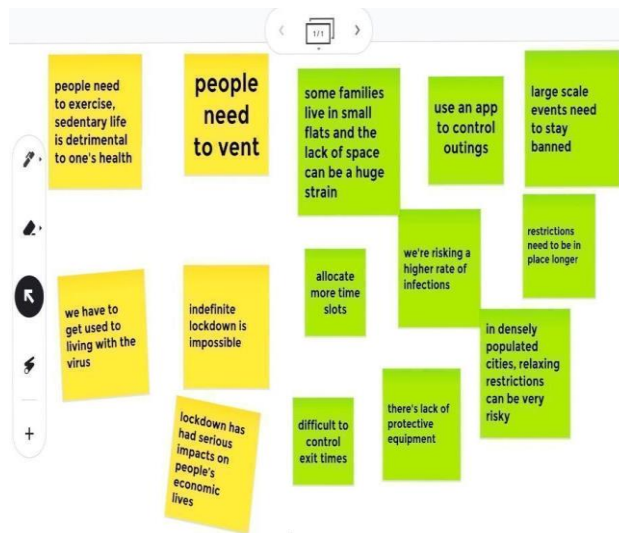 1/1
people need
to exercise,
sedentary life
is detrimental
to one's health
people
need
to vent
some families
live in small
flats and the
lack of space
can be a huge
strain
use an app
to control
outings
large scale
events need
to stay
banned
we have to
get used to
living with the
virus
indefinite
lockdown is
impossible
allocate
more time
slots
we're risking a
higher rate of
infections
restrictions
need to be in
place longer
in densely
populated
cities, relaxing
restrictions
can be very
risky
lockdown has
had serious
impacts on
people's
economic
lives
difficult to
control
exit times
there's lack of
protective
equipment